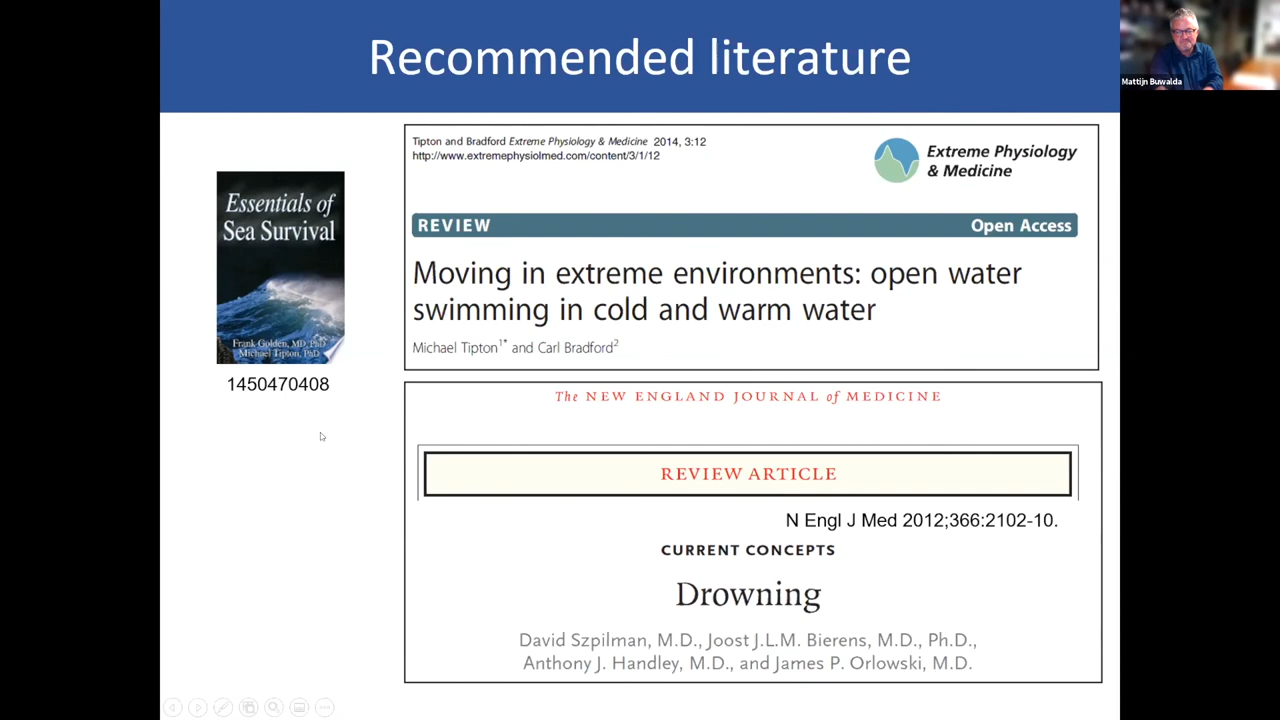 Recommended literature
Mattijn Buwalda
Essentials of
Sea Survival
Frank Golden, MD, PhD
Michael Tipton, PhD
1450470408
Tipton and Bradford Extreme Physiology & Medicine 2014, 3:12
http://www.extremephysiolmed.com/content/3/1/12
Extreme Physiology
& Medicine
REVIEW
Open Access
Moving in extreme environments: open water
swimming in cold and warm water
Michael Tipton1* and Carl Bradford2
The NEW ENGLAND JOURNAL of MEDICINE
REVIEW ARTICLE
N Engl J Med 2012;366:2102-10.
CURRENT CONCEPTS
Drowning
David Szpilman, M.D., Joost J.L.M. Bierens, M.D., Ph.D.,
Anthony J. Handley, M.D., and James P. Orlowski, M.D.